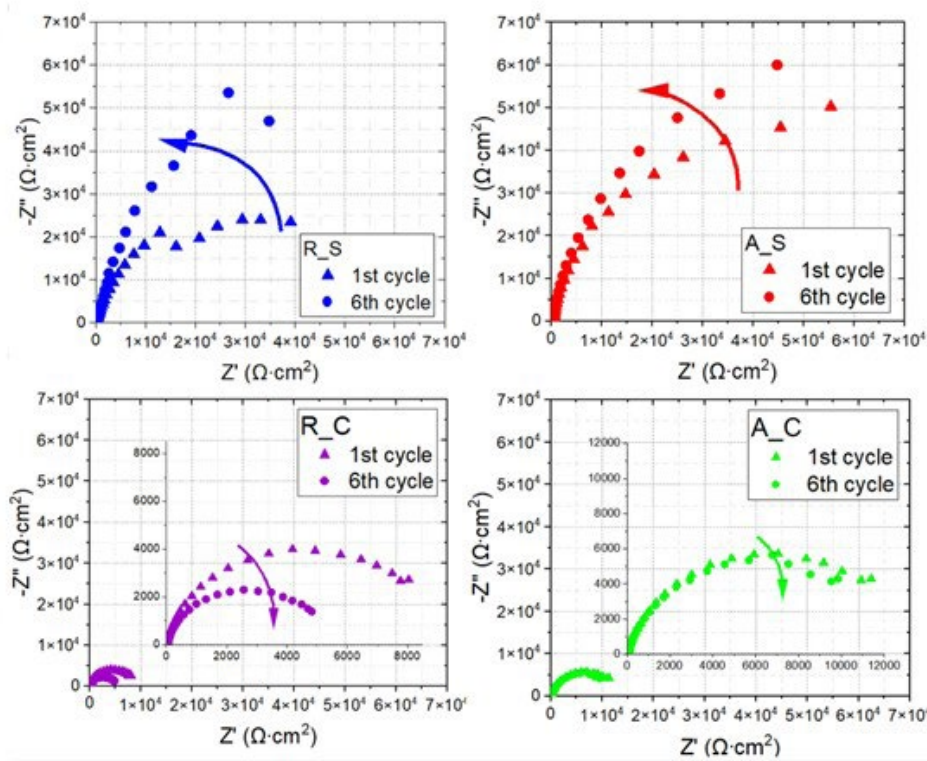 7×10⁴
6×10⁴
5×10⁴
4×10⁴
3×10⁴
2×10⁴
1×10⁴
0
-Z" (Ω·cm²)
R_S
1st cycle
6th cycle
0 1×10⁴ 2×10⁴ 3×10⁴ 4×10⁴ 5×10⁴ 6×10⁴ 7×10⁴
Z' (Ω·cm²)
7×10⁴
6×10⁴
5×10⁴
4×10⁴
3×10⁴
2×10⁴
1×10⁴
0
-Z" (Ω·cm²)
A_S
1st cycle
6th cycle
0 1×10⁴ 2×10⁴ 3×10⁴ 4×10⁴ 5×10⁴ 6×10⁴ 7×10⁴
Z' (Ω·cm²)
7×10⁴
6×10⁴
5×10⁴
4×10⁴
3×10⁴
2×10⁴
1×10⁴
0
-Z" (Ω·cm²)
R_C
1st cycle
6th cycle
8000
6000
4000
2000
0
0 2000 4000 6000 8000
0 1×10⁴ 2×10⁴ 3×10⁴ 4×10⁴ 5×10⁴ 6×10⁴ 7×10⁴
Z' (Ω·cm²)
7×10⁴
6×10⁴
5×10⁴
4×10⁴
3×10⁴
2×10⁴
1×10⁴
0
-Z" (Ω·cm²)
A_C
1st cycle
6th cycle
12000
10000
8000
6000
4000
2000
0
0 2000 4000 6000 8000 10000 12000
0 1×10⁴ 2×10⁴ 3×10⁴ 4×10⁴ 5×10⁴ 6×10⁴ 7×10⁴
Z' (Ω·cm²)